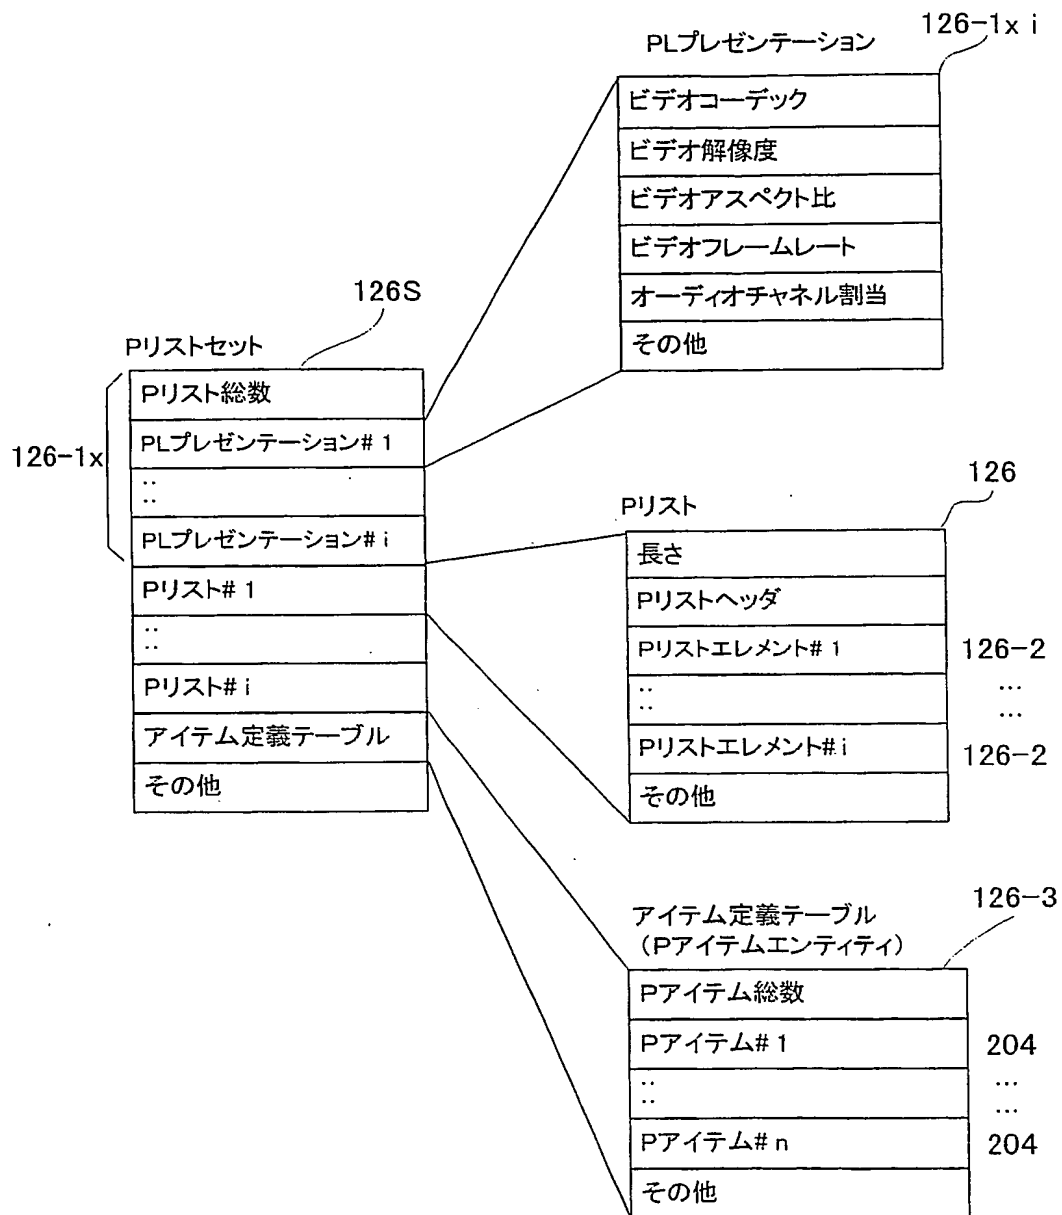 PLプレゼンテーション
126-1x i
ビデオコーデック
ビデオ解像度
ビデオアスペクト比
ビデオフレームレート
オーディオチャネル割当
その他
126S
Pリストセット
126-1x
Pリスト総数
PLプレゼンテーション#1
::
PLプレゼンテーション#i
Pリスト#1
::
Pリスト#i
アイテム定義テーブル
その他
126
Pリスト
長さ
Pリストヘッダ
Pリストエレメント#1 126-2
:: …
…
Pリストエレメント#i 126-2
その他
126-3
アイテム定義テーブル
(Pアイテムエンティティ)
Pアイテム総数
Pアイテム#1 204
:: …
…
Pアイテム#n 204
その他